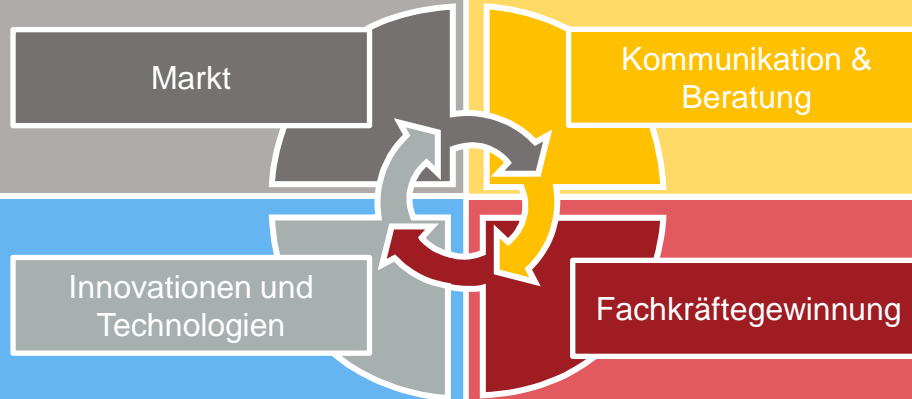 Markt
Kommunikation &
Beratung
Innovationen und
Technologien
Fachkräftegewinnung